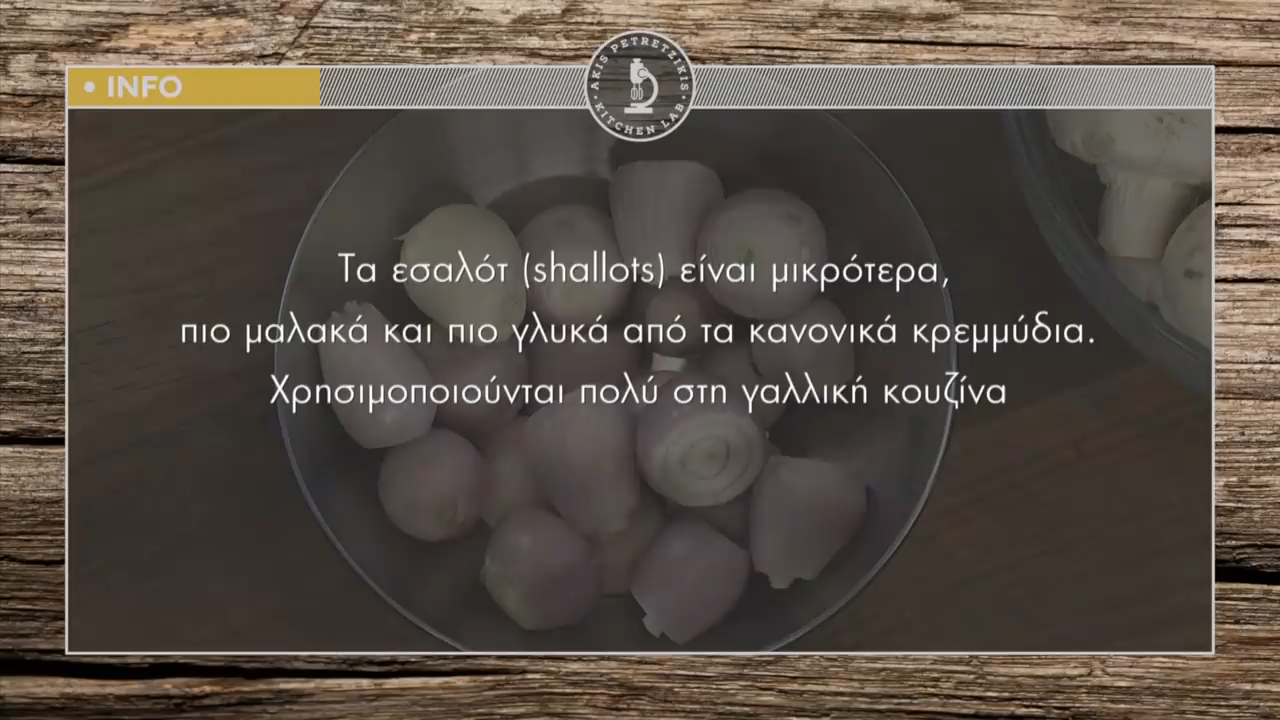 AKIS PETRETZIKIS
KITCHEN LAB
• INFO
Τα εσαλότ (shallots) είναι μικρότερα,
πιο μαλακά και πιο γλυκά από τα κανονικά κρεμμύδια.
Χρησιμοποιούνται πολύ στη γαλλική κουζίνα